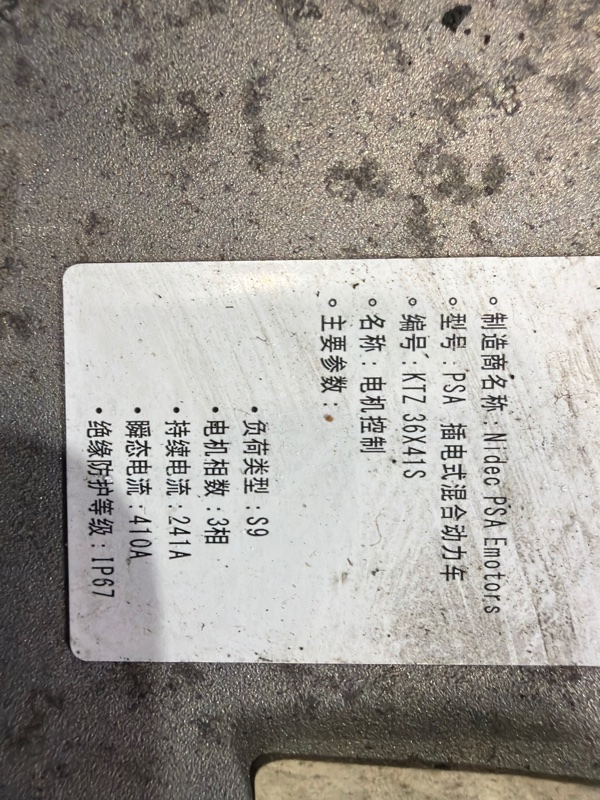 制造商名称:Nidec PSA Emotors
型号:PSA 插电式混合动力车
编号:KTZ 36X41S
名称:电机控制
主要参数:
负荷类型:S9
电机相数:3相
持续电流:241A
瞬态电流:410A
绝缘防护等级:IP67